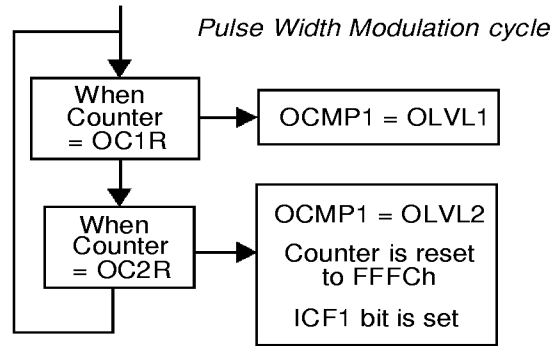 Pulse Width Modulation cycle
When
Counter
= OC1R
OCMP1 = OLVL1
When
Counter
= OC2R
OCMP1 = OLVL2
Counter is reset
to FFFCh
ICF1 bit is set